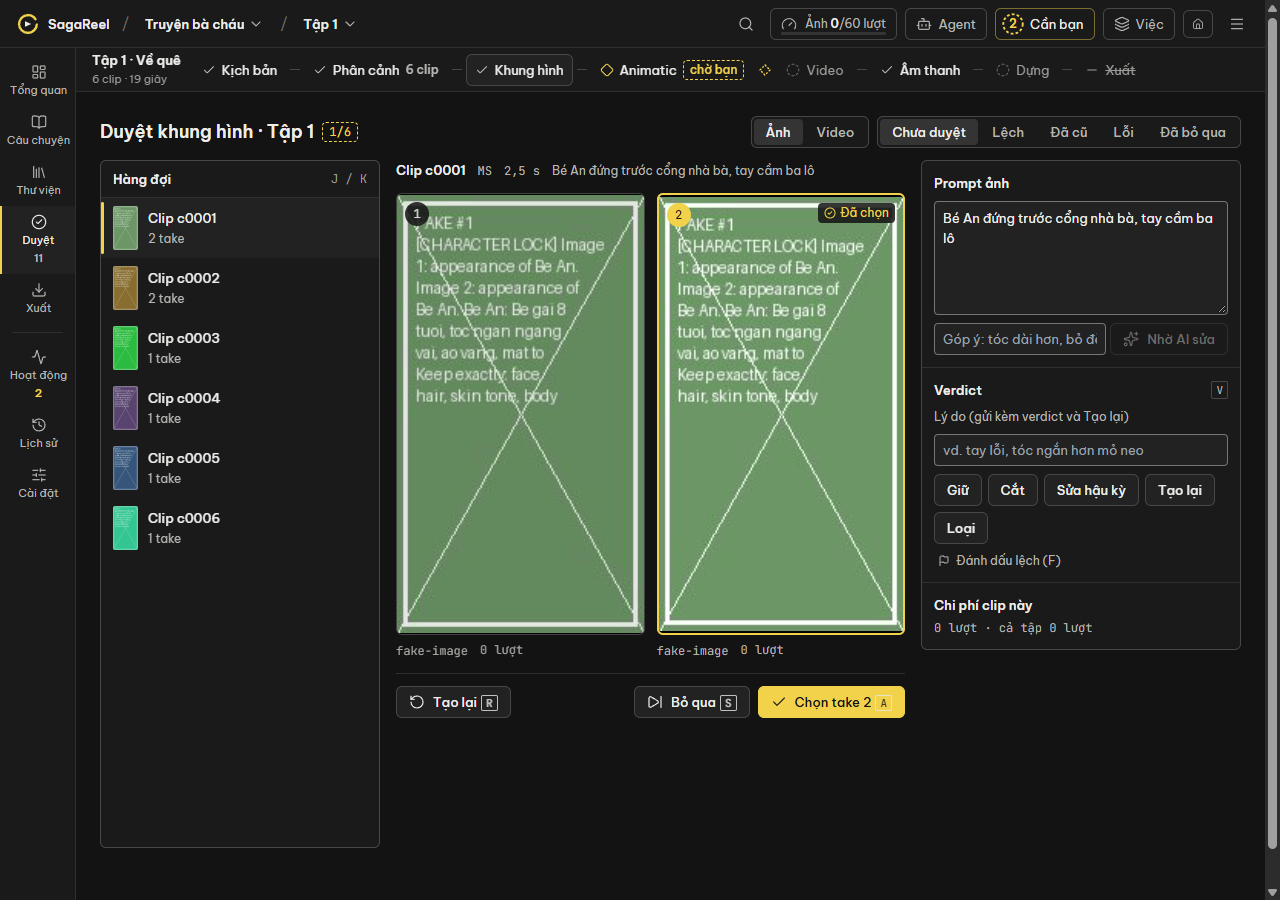 SagaReel / Truyện bà cháu / Tập 1
Ảnh 0/60 lượt
Agent
2 Cần bạn
Việc
Tập 1 · Về quê
6 clip · 19 giây
Kịch bản
Phân cảnh 6 clip
Khung hình
Animatic chờ bạn
Video
Âm thanh
Dựng
Xuất
Tổng quan
Câu chuyện
Thư viện
Duyệt
11
Xuất
Hoạt động
2
Lịch sử
Cài đặt
Duyệt khung hình · Tập 1 1/6
Ảnh Video
Chưa duyệt Lệch Đã cũ Lỗi Đã bỏ qua
Hàng đợi J / K
Clip c0001
2 take
Clip c0002
2 take
Clip c0003
1 take
Clip c0004
1 take
Clip c0005
1 take
Clip c0006
1 take
Clip c0001 MS 2,5 s Bé An đứng trước cổng nhà bà, tay cầm ba lô
1
AKE #1
[CHARACTER LOCK] Image
1: appearance of Be An.
Image 2: appearance of
Be An. Be An: Be gai 8
tuoi, toc ngan ngang
vai, ao vang, mat to
Keep exactly: face,
hair, skin tone, body
fake-image 0 lượt
2
Đã chọn
AKE #1
[CHARACTER LOCK] Image
1: appearance of Be An.
Image 2: appearance of
Be An. Be An: Be gai 8
tuoi, toc ngan ngang
vai, ao vang, mat to
Keep exactly: face,
hair, skin tone, body
fake-image 0 lượt
Tạo lại R
Bỏ qua S
Chọn take 2 A
Prompt ảnh
Bé An đứng trước cổng nhà bà, tay cầm ba
lô
Góp ý: tóc dài hơn, bỏ
Nhờ AI sửa
Verdict V
Lý do (gửi kèm verdict và Tạo lại)
vd. tay lỗi, tóc ngắn hơn mỏ neo
Giữ Cắt Sửa hậu kỳ Tạo lại
Loại
Đánh dấu lệch (F)
Chi phí clip này
0 lượt · cả tập 0 lượt